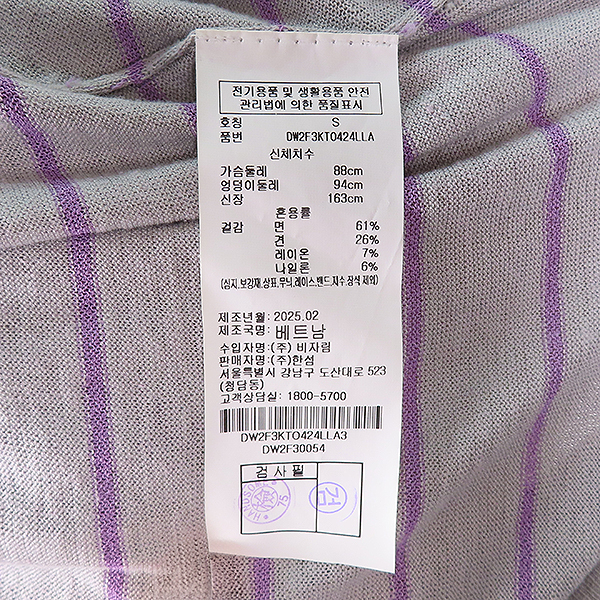 전기용품 및 생활용품 안전
관리법에 의한 품질표시
호칭 S
품번 DW2F3KTO424LLA
신체치수
가슴둘레 88cm
엉덩이둘레 94cm
신장 163cm
혼용률
겉감 면 61%
견 26%
레이온 7%
나일론 6%
(심지,보강재,상표,무늬,레이스,밴드,자수,장식 제외)
제조년월: 2025.02
제조국명: 베트남
수입자명: (주) 비자림
판매자명: (주)한섬
서울특별시 강남구 도산대로 523
(청담동)
고객상담실: 1800-5700
DW2F3KTO424LLA3
DW2F30054
검 사 필
75
검